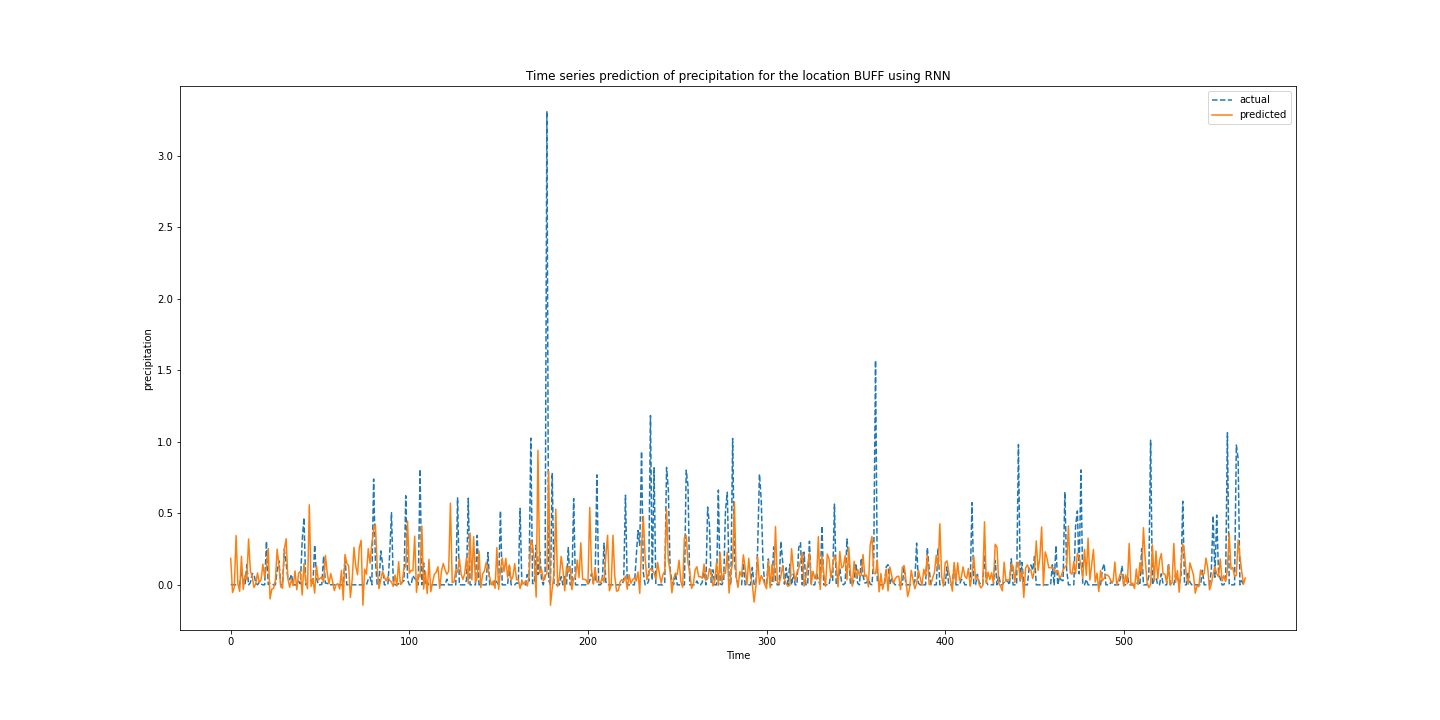 Time series prediction of precipitation for the location BUFF using RNN
actual
predicted
3.0
2.5
2.0
1.5
1.0
0.5
0.0
precipitation
0 100 200 300 400 500
Time